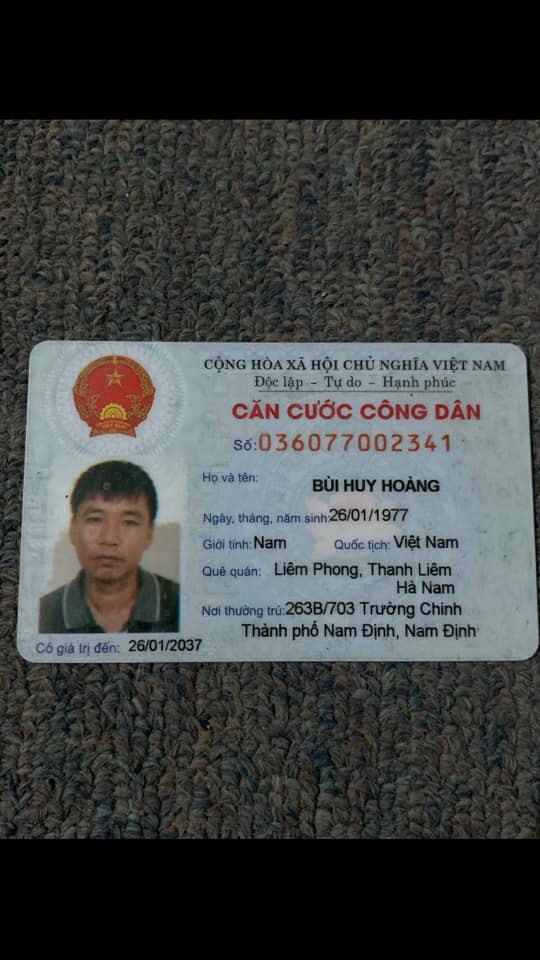 CỘNG HÒA XÃ HỘI CHỦ NGHĨA VIỆT NAM
Độc lập - Tự do - Hạnh phúc
CĂN CƯỚC CÔNG DÂN
Số: 036077002341
Họ và tên: BÙI HUY HOÀNG
Ngày, tháng, năm sinh: 26/01/1977
Giới tính: Nam Quốc tịch: Việt Nam
Quê quán: Liêm Phong, Thanh Liêm
Hà Nam
Nơi thường trú: 263B/703 Trường Chinh
Thành phố Nam Định, Nam Định
Có giá trị đến: 26/01/2037